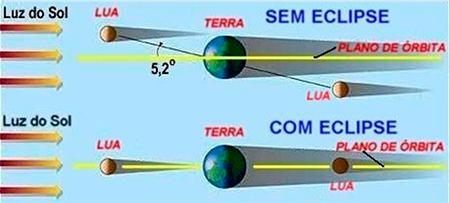 Luz do Sol
LUA
TERRA
SEM ECLIPSE
PLANO DE ÓRBITA
5,2º
LUA
Luz do Sol
LUA
TERRA
COM ECLIPSE
PLANO DE ÓRBITA
LUA